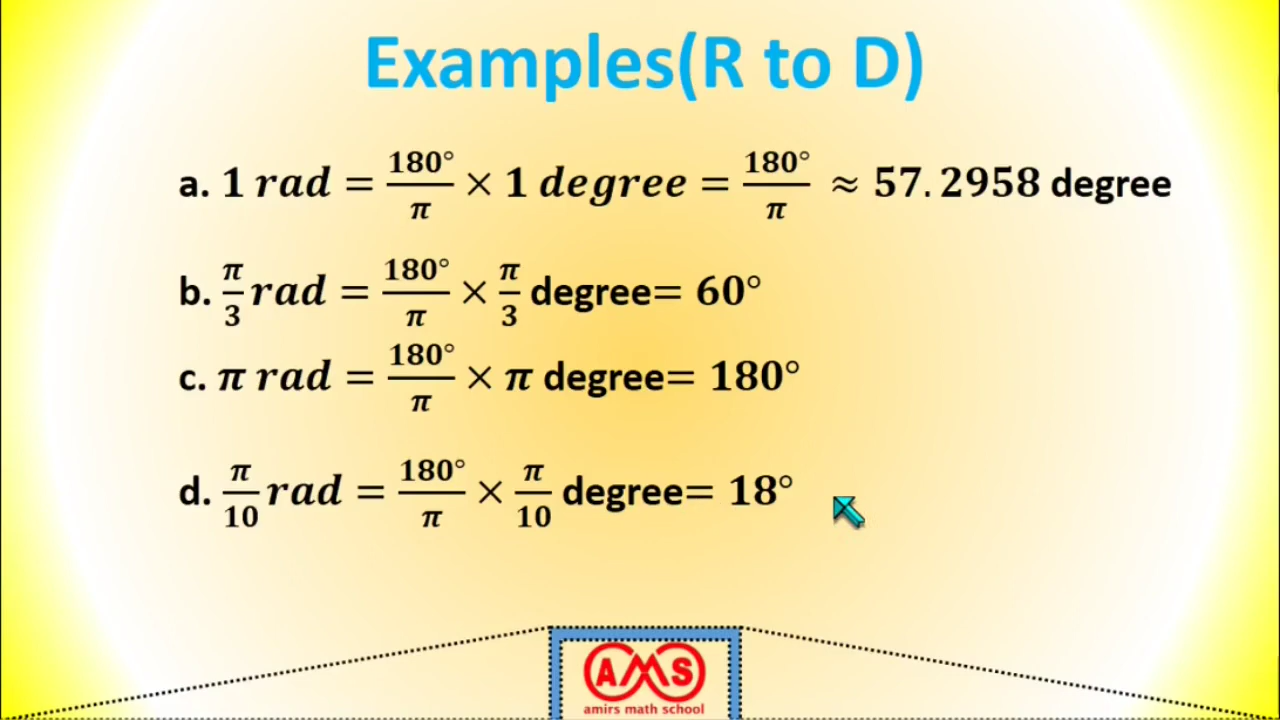 Examples(R to D)
a. 1 rad = 180°/π × 1 degree = 180°/π ≈ 57.2958 degree
b. π/3 rad = 180°/π × π/3 degree= 60°
c. π rad = 180°/π × π degree= 180°
d. π/10 rad = 180°/π × π/10 degree= 18°
AMS
amirs math school